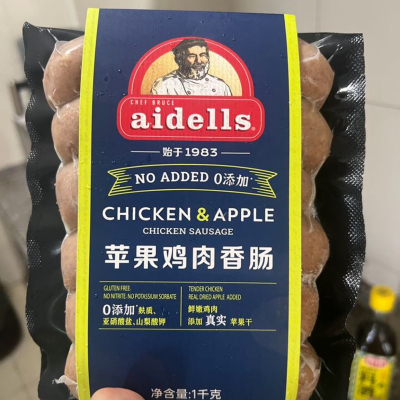 CHEF BRUCE
aidells®
始于1983
NO ADDED 0添加*
CHICKEN & APPLE
CHICKEN SAUSAGE
苹果鸡肉香肠
GLUTEN FREE.
NO NITRITE. NO POTASSIUM SORBATE
0添加*麸质、
亚硝酸盐、山梨酸钾
TENDER CHICKEN
REAL DRIED APPLE ADDED
鲜嫩鸡肉
添加真实苹果干
净含量:1千克